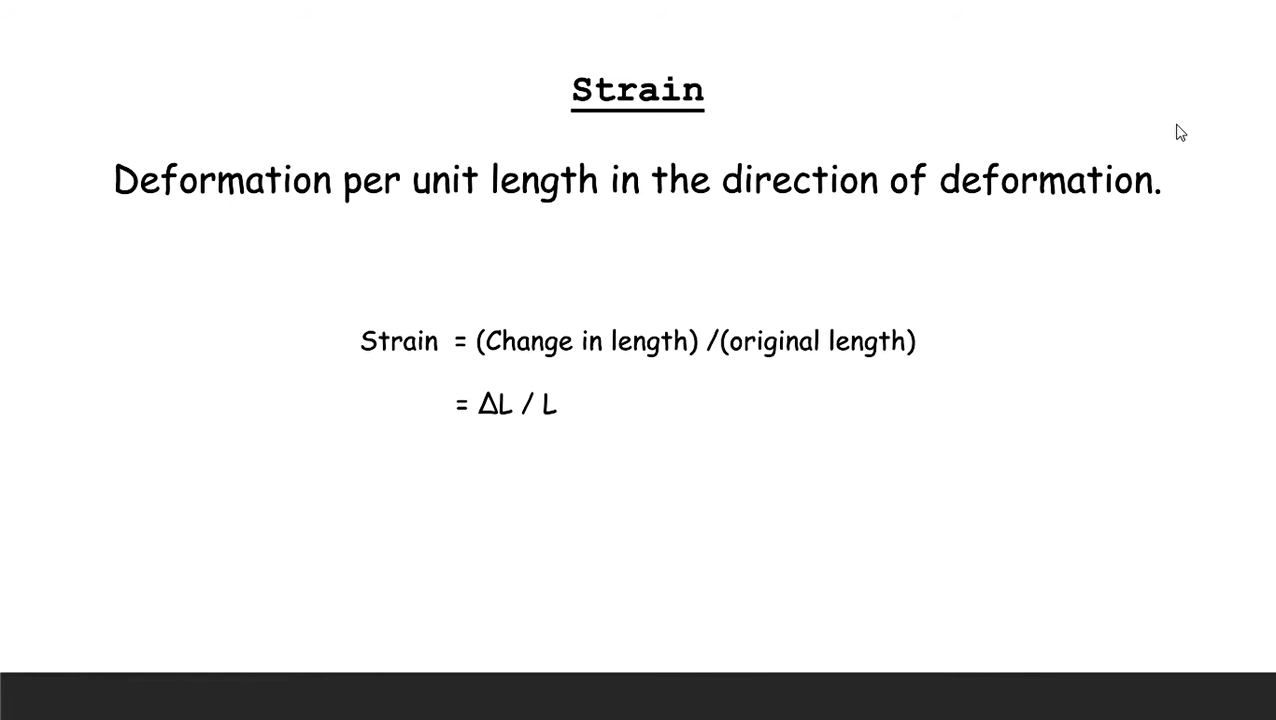 Strain
Deformation per unit length in the direction of deformation.
Strain = (Change in length) /(original length)
= ΔL / L